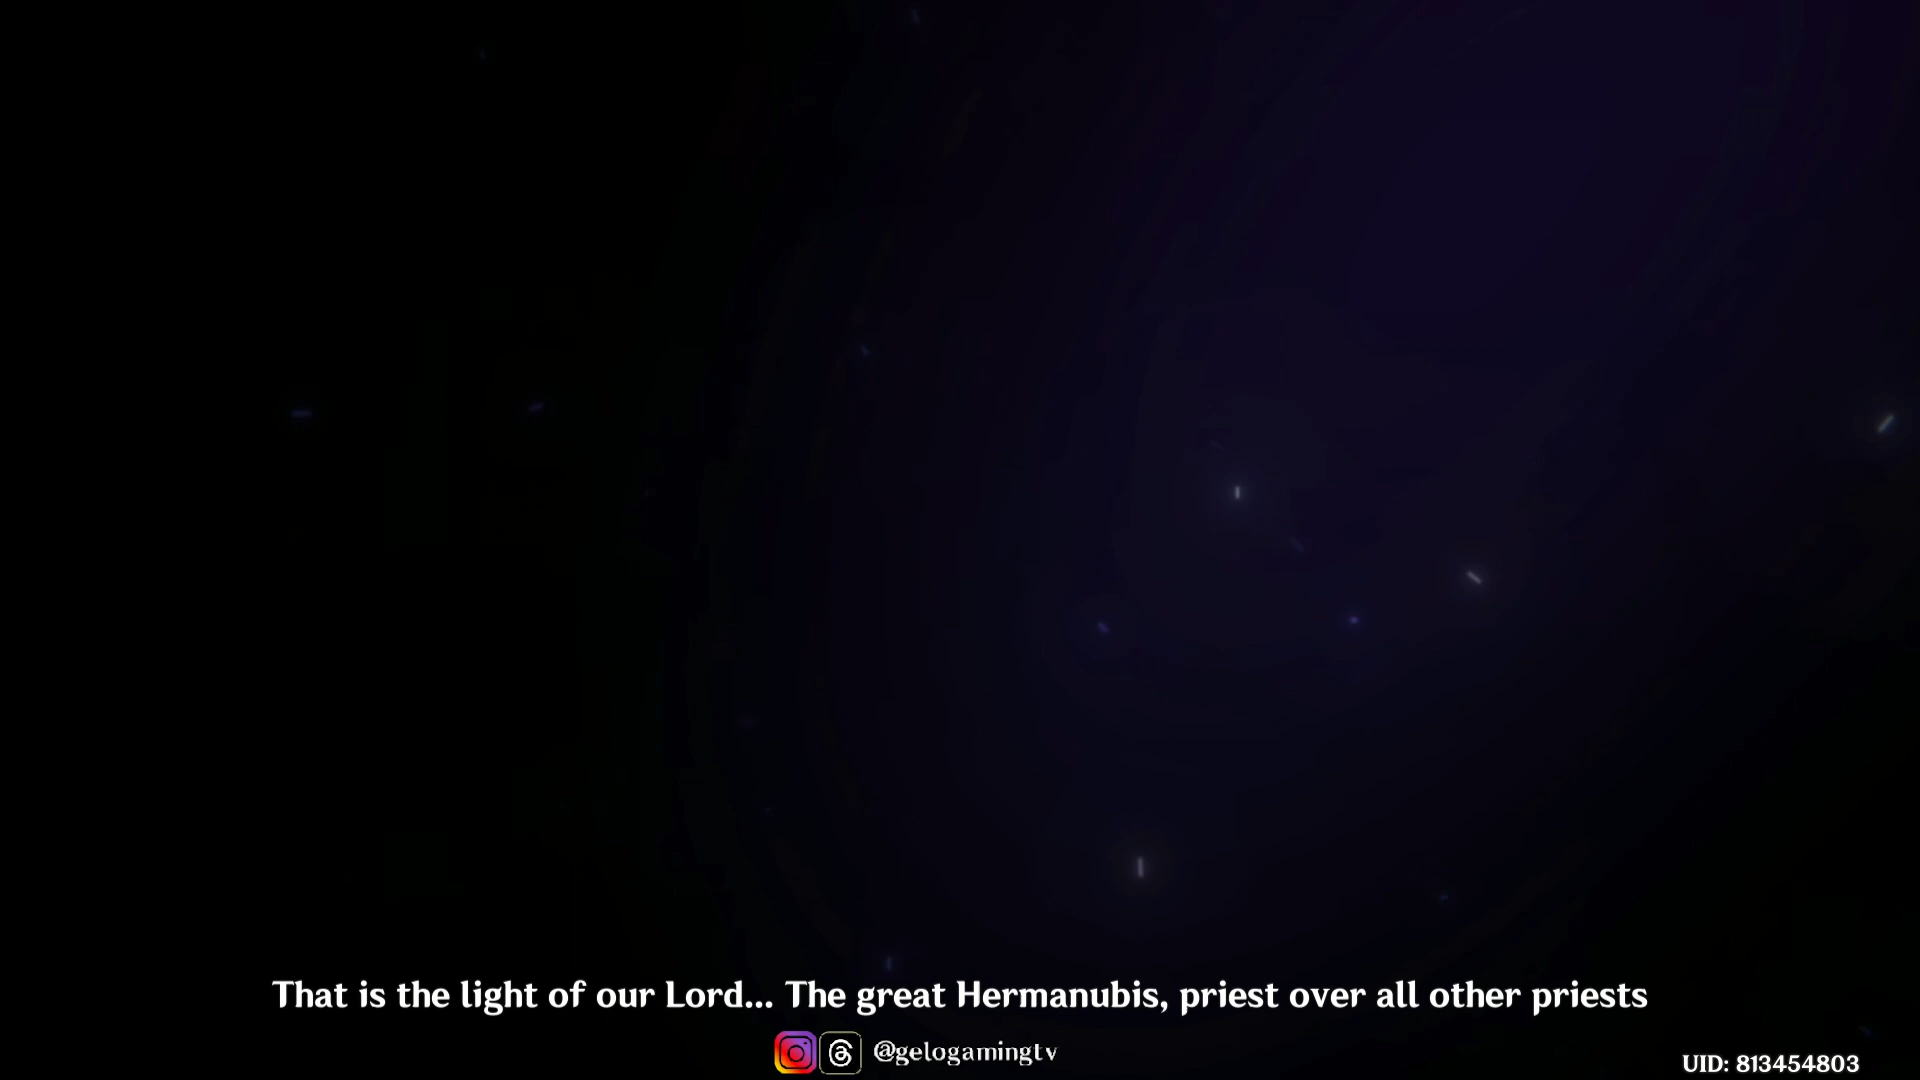 That is the light of our Lord... The great Hermanubis, priest over all other priests
@gelogamingtv
UID: 813454803